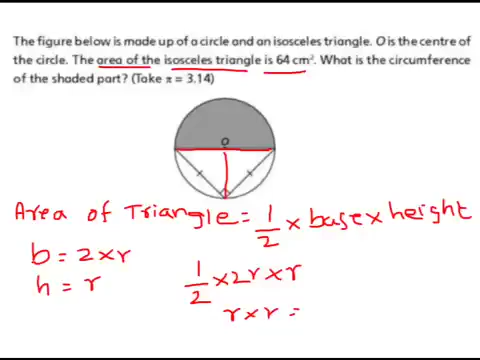 The figure below is made up of a circle and an isosceles triangle. O is the centre of
the circle. The area of the isosceles triangle is 64 cm². What is the circumference
of the shaded part? (Take π = 3.14)
O
Area of Triangle = 1/2 × base × height
b = 2 × r
h = r
1/2 × 2r × r
r × r =